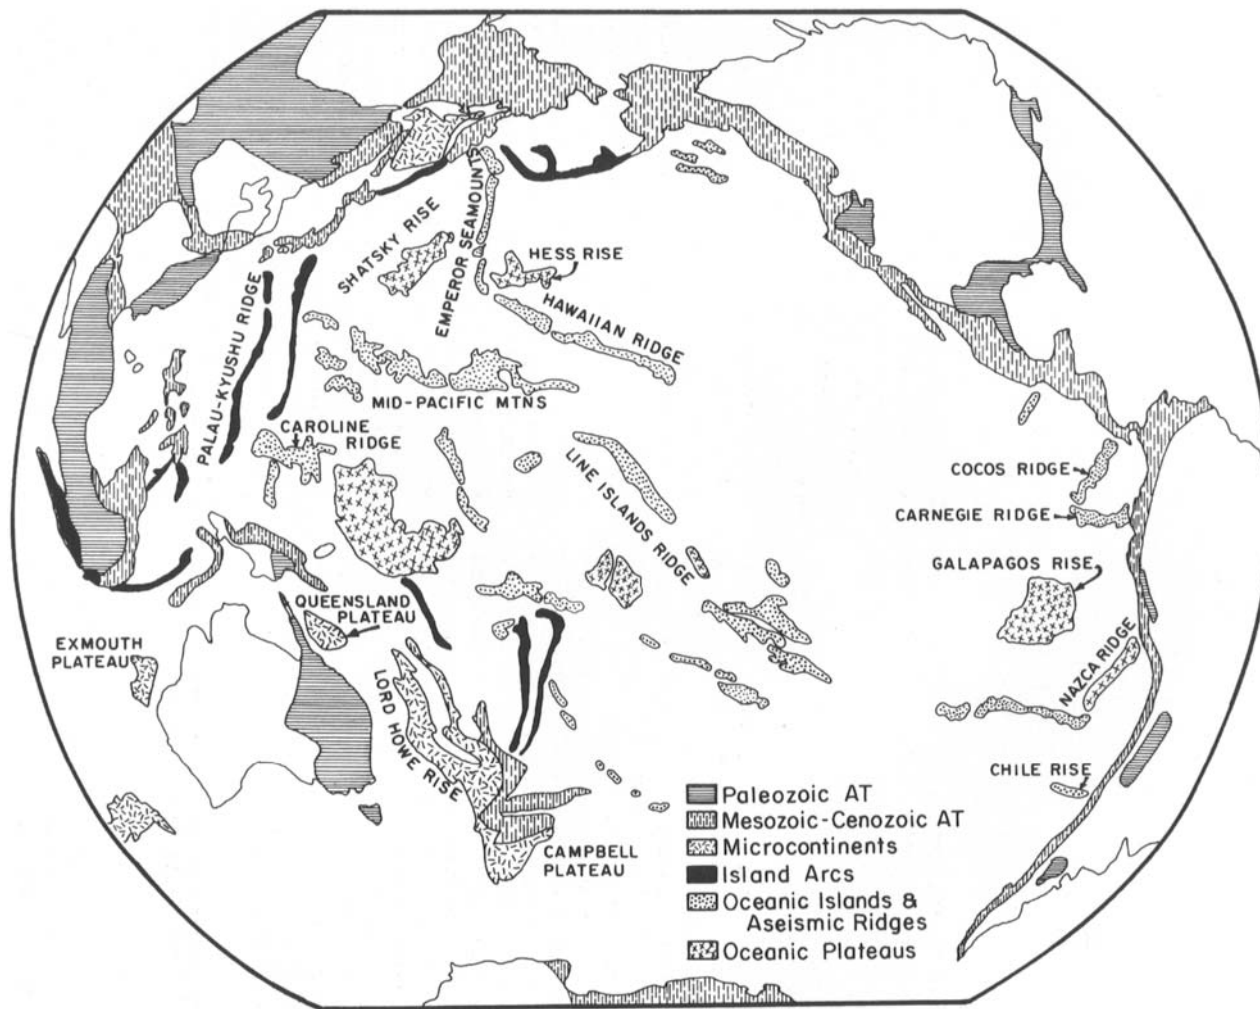 SHATSKY RISE
EMPEROR SEAMOUNTS
HESS RISE
HAWAIIAN RIDGE
PALAU-KYUSHU RIDGE
MID-PACIFIC MTNS
CAROLINE
RIDGE
LINE ISLANDS RIDGE
COCOS RIDGE
CARNEGIE RIDGE
GALAPAGOS RISE
QUEENSLAND
PLATEAU
EXMOUTH
PLATEAU
LORD HOWE RISE
NAZCA RIDGE
CHILE RISE
CAMPBELL
PLATEAU
Paleozoic AT
Mesozoic-Cenozoic AT
Microcontinents
Island Arcs
Oceanic Islands &
Aseismic Ridges
Oceanic Plateaus